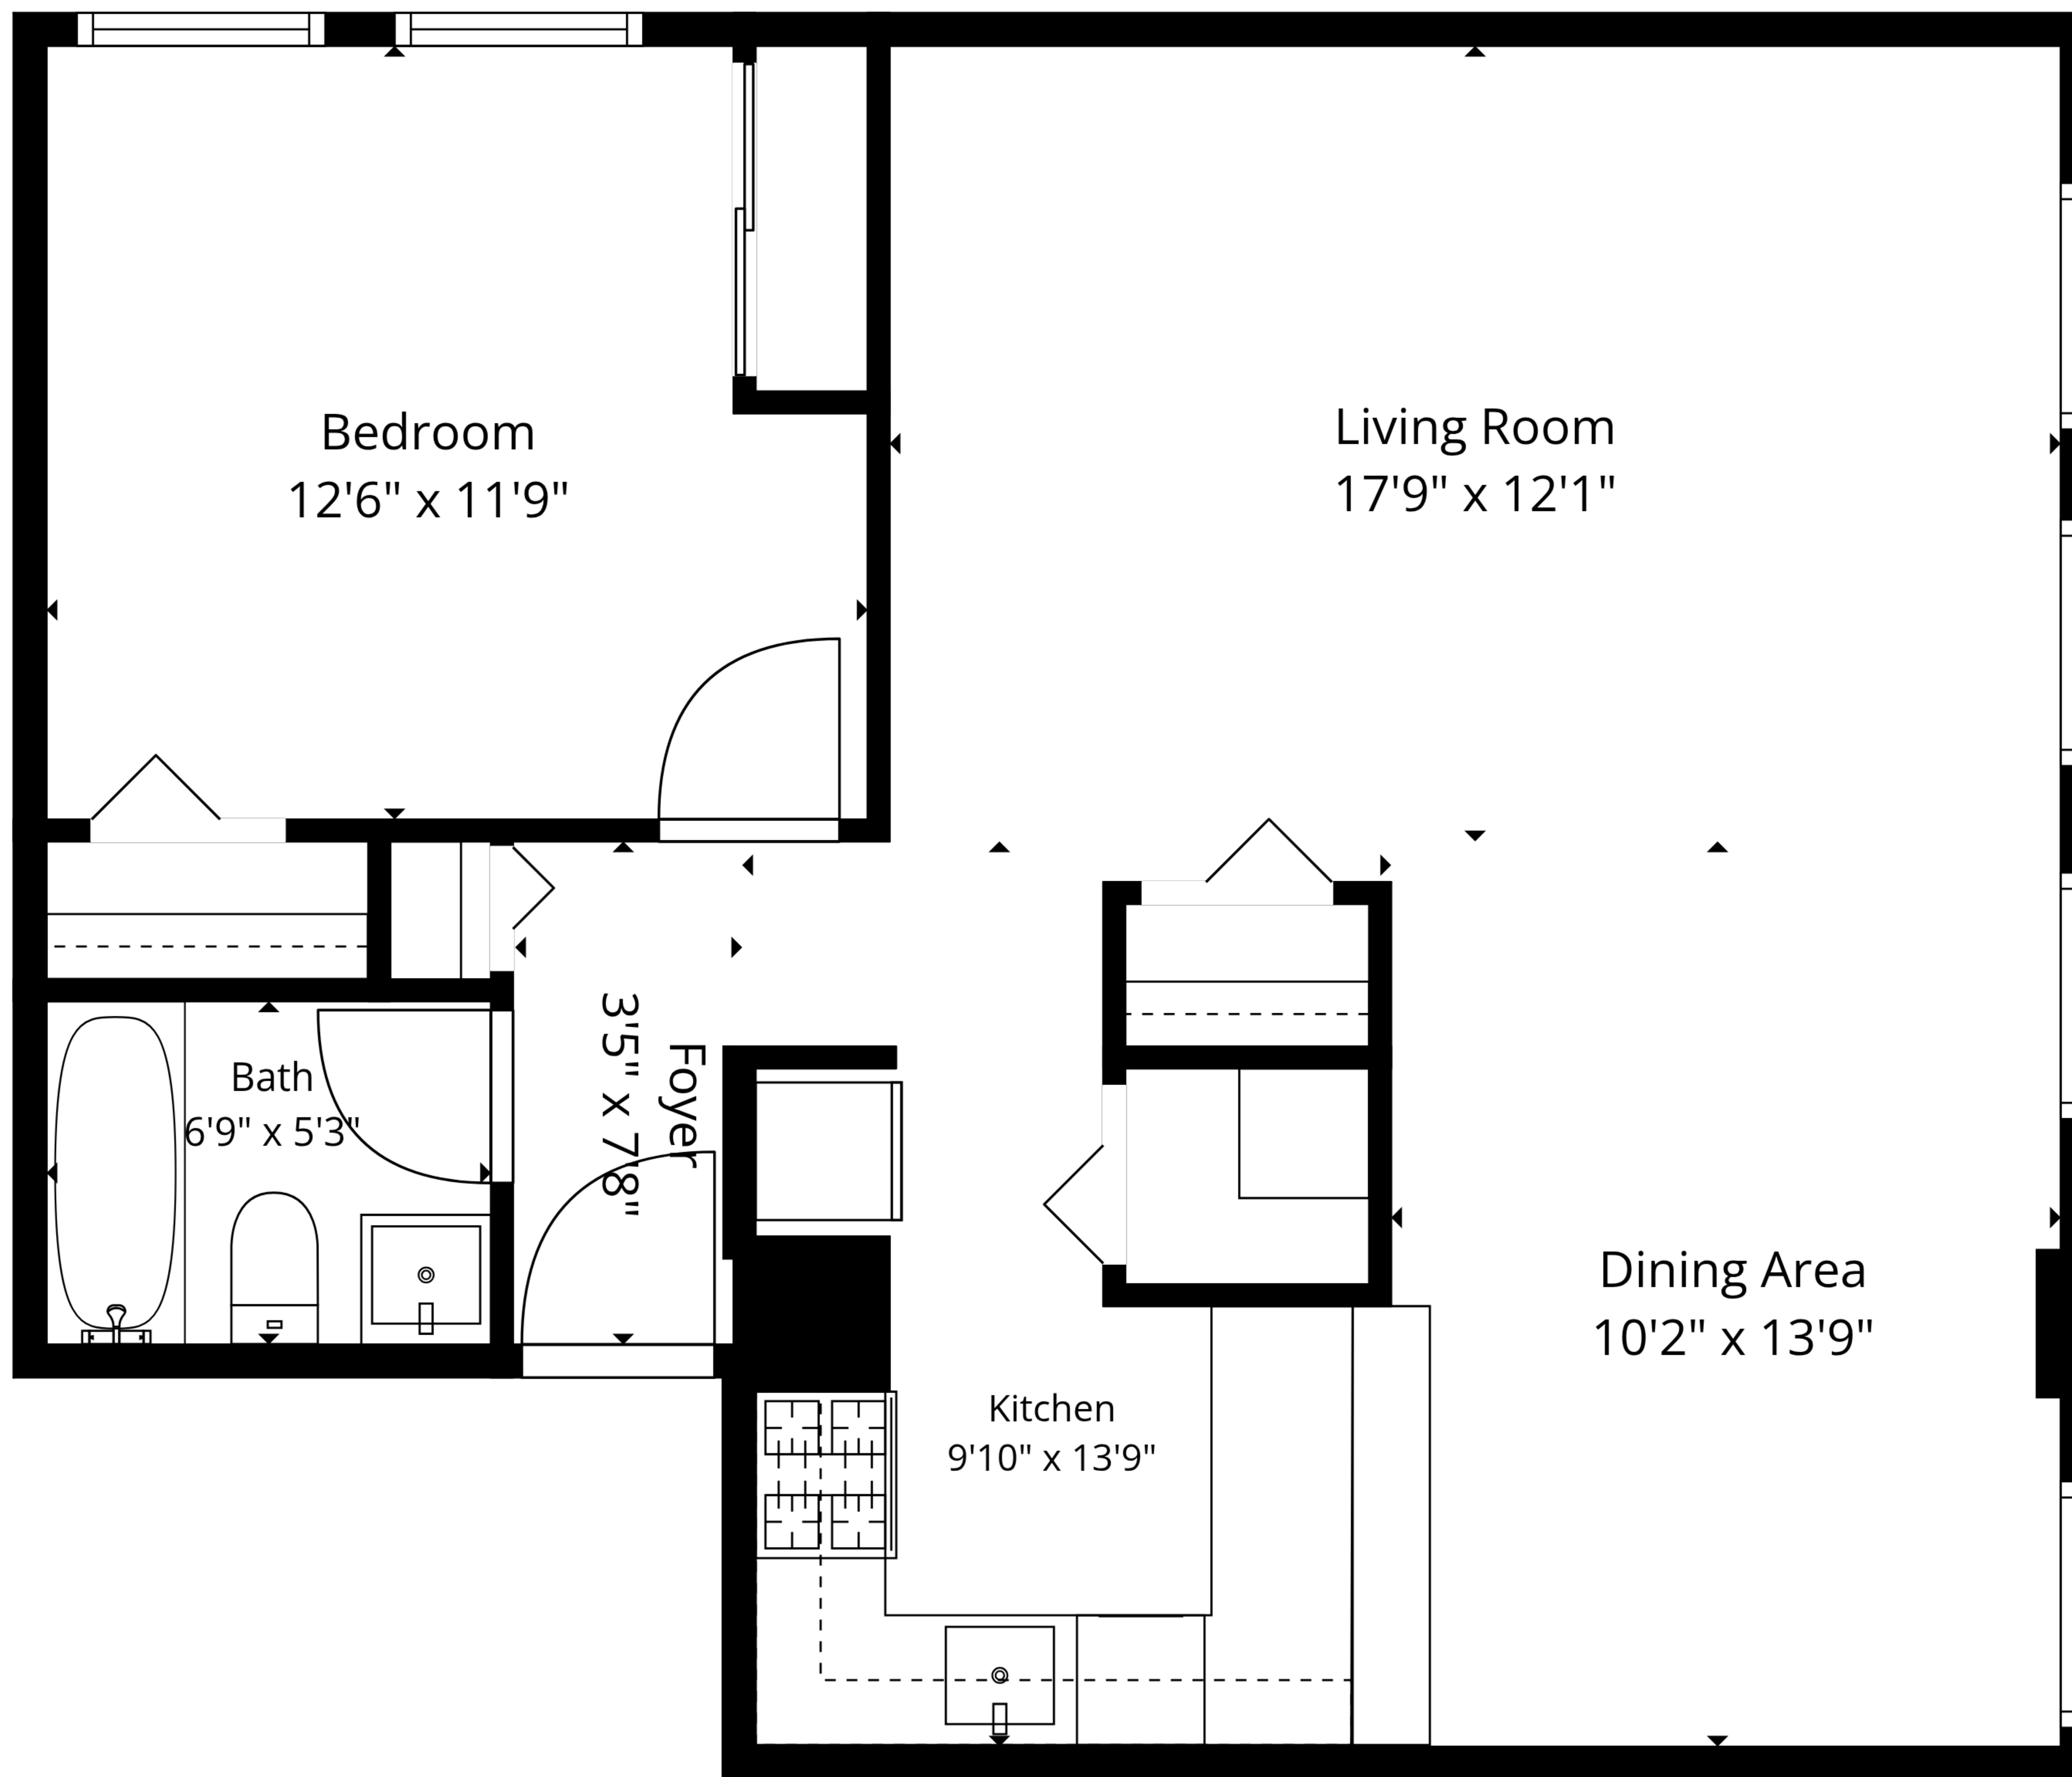 Bedroom
12'6" x 11'9"
Living Room
17'9" x 12'1"
Bath
6'9" x 5'3"
Foyer
3'5" x 7'8"
Dining Area
10'2" x 13'9"
Kitchen
9'10" x 13'9"